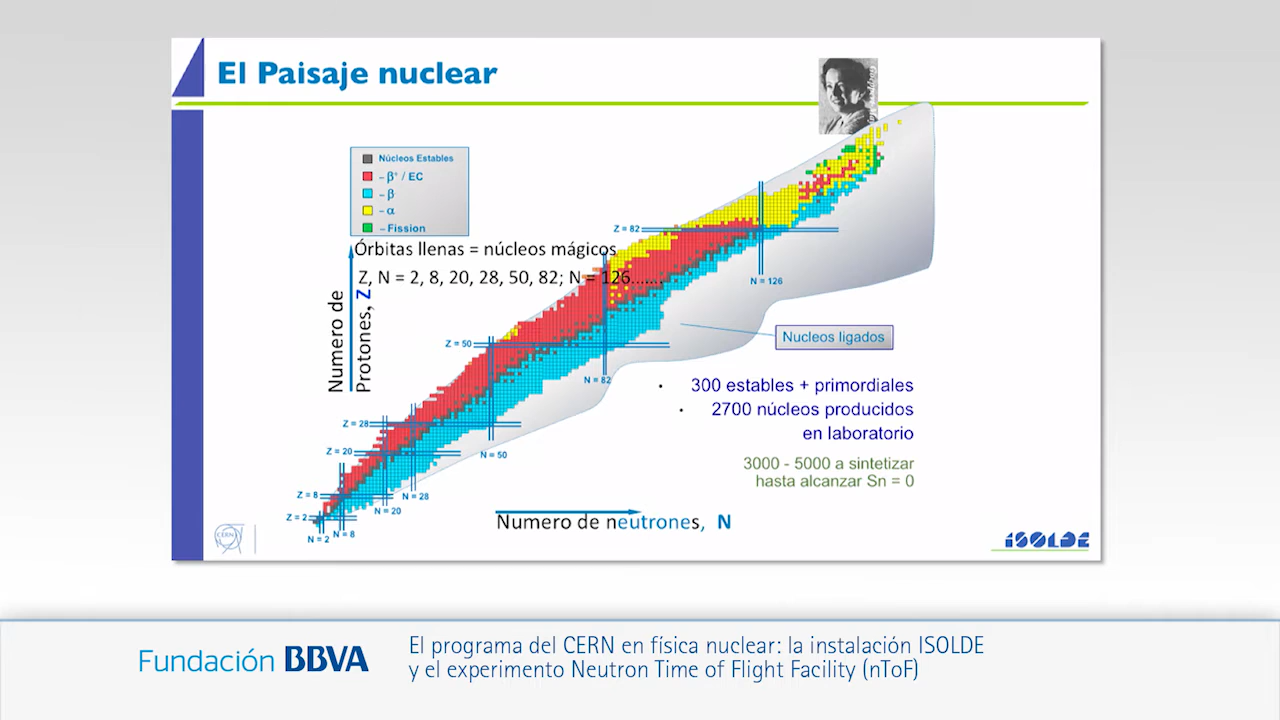 El Paisaje nuclear
Núcleos Estables
– β⁺ / EC
– β
– α
– Fission
Órbitas llenas = núcleos mágicos
Z, N = 2, 8, 20, 28, 50, 82; N = 126.......
Numero de
Protones, Z
Z = 82
N = 126
Z = 50
N = 82
Nucleos ligados
Z = 28
Z = 20
N = 50
Z = 8
N = 28
N = 20
Z = 2
N = 2
N = 8
• 300 estables + primordiales
• 2700 núcleos producidos
en laboratorio
3000 - 5000 a sintetizar
hasta alcanzar Sn = 0
Numero de neutrones, N
CERN
ISOLDE
Fundación BBVA
El programa del CERN en física nuclear: la instalación ISOLDE
y el experimento Neutron Time of Flight Facility (nToF)